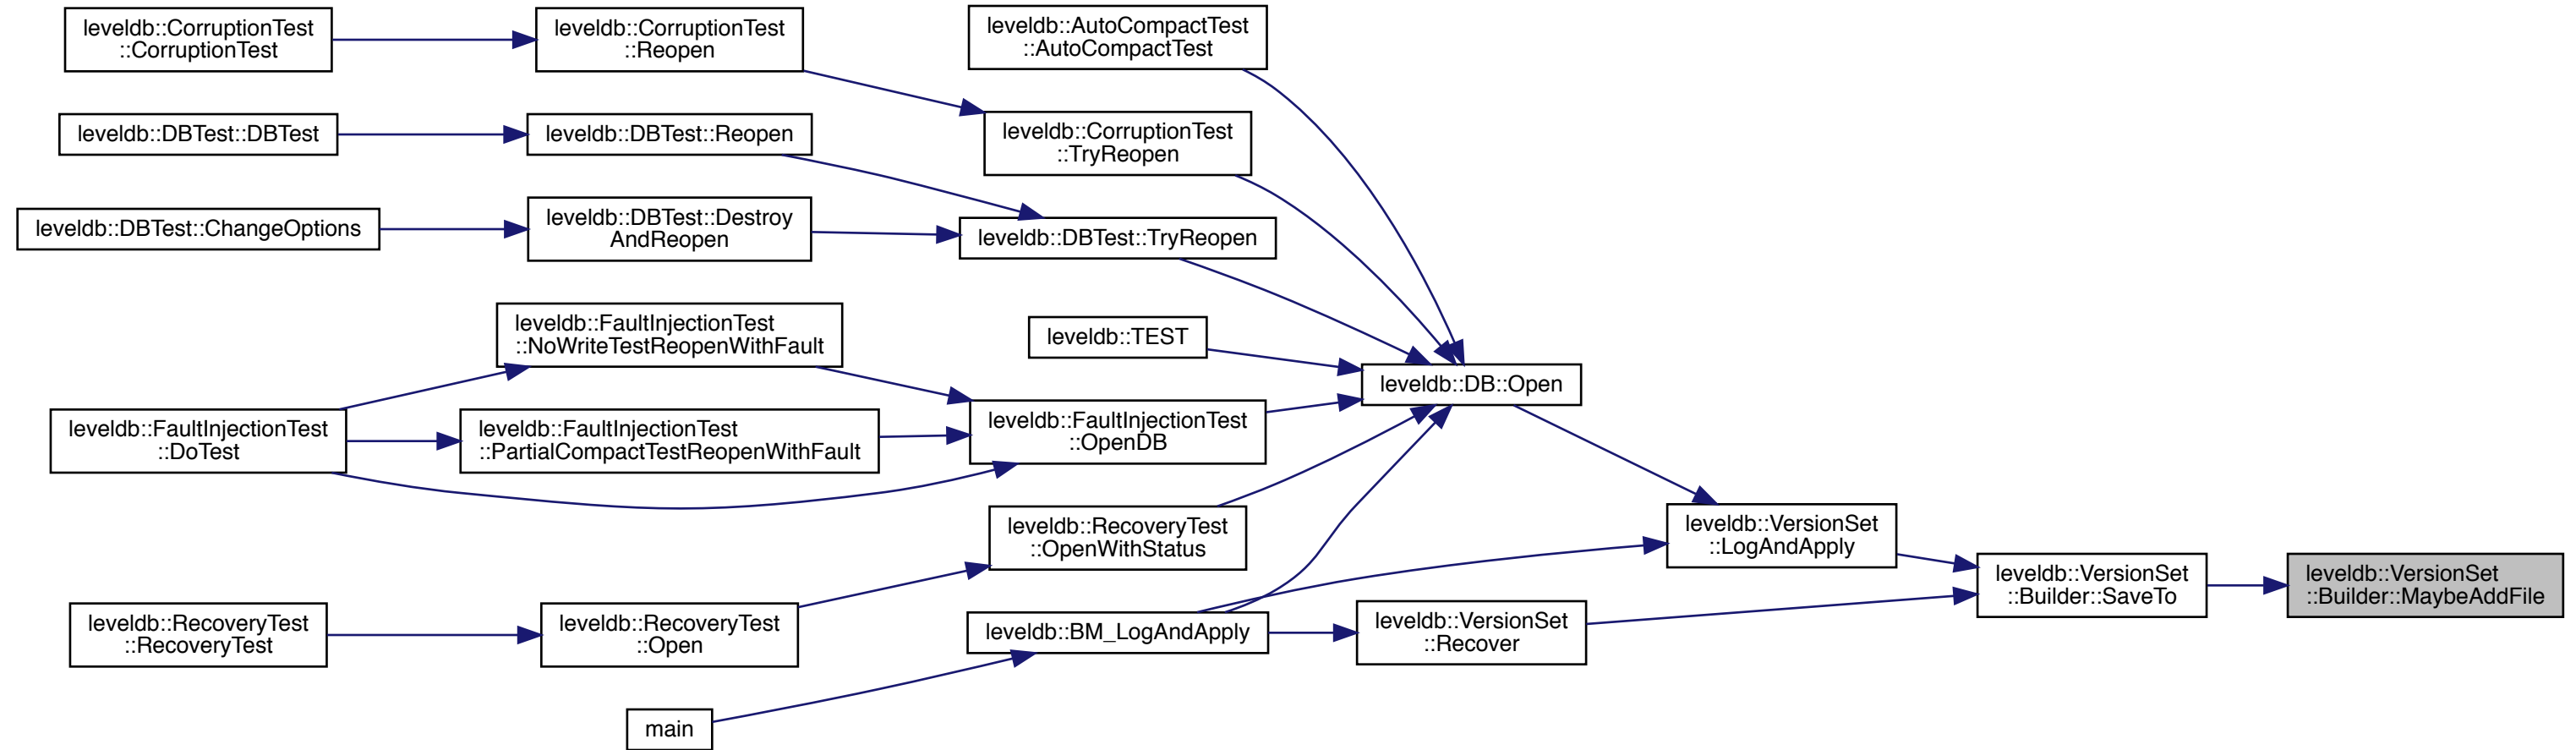 leveldb::CorruptionTest
::CorruptionTest
leveldb::CorruptionTest
::Reopen
leveldb::AutoCompactTest
::AutoCompactTest
leveldb::CorruptionTest
::TryReopen
leveldb::DBTest::DBTest
leveldb::DBTest::Reopen
leveldb::DBTest::ChangeOptions
leveldb::DBTest::Destroy
AndReopen
leveldb::DBTest::TryReopen
leveldb::FaultInjectionTest
::NoWriteTestReopenWithFault
leveldb::TEST
leveldb::DB::Open
leveldb::FaultInjectionTest
::DoTest
leveldb::FaultInjectionTest
::PartialCompactTestReopenWithFault
leveldb::FaultInjectionTest
::OpenDB
leveldb::RecoveryTest
::OpenWithStatus
leveldb::VersionSet
::LogAndApply
leveldb::VersionSet
::Builder::SaveTo
leveldb::VersionSet
::Builder::MaybeAddFile
leveldb::RecoveryTest
::RecoveryTest
leveldb::RecoveryTest
::Open
leveldb::BM_LogAndApply
leveldb::VersionSet
::Recover
main